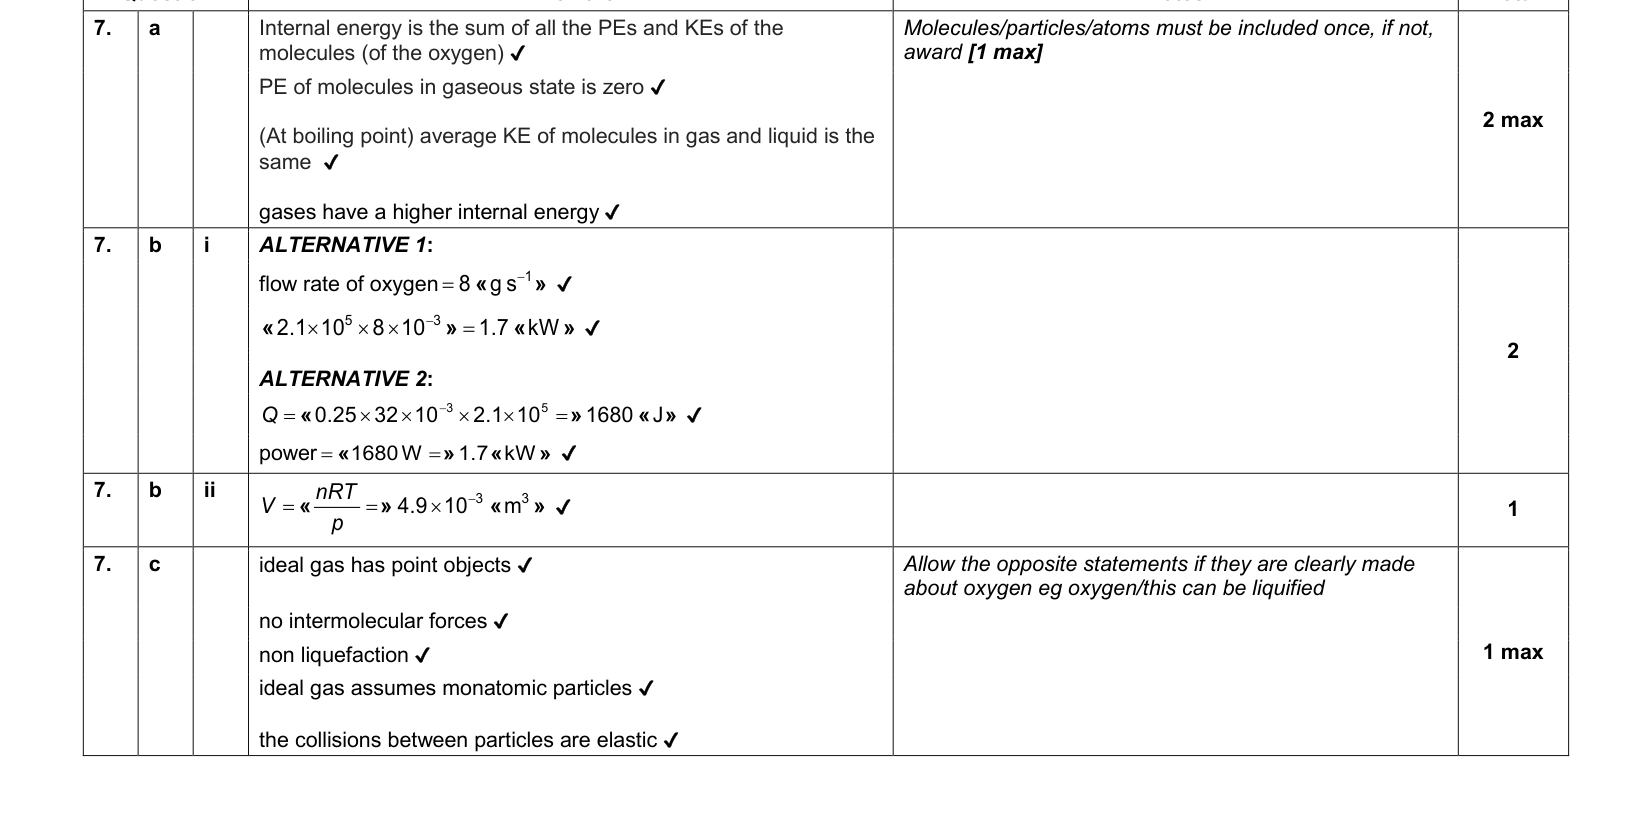 7. a Internal energy is the sum of all the PEs and KEs of the Molecules/particles/atoms must be included once, if not,
molecules (of the oxygen) ✓ award [1 max]
PE of molecules in gaseous state is zero ✓
2 max
(At boiling point) average KE of molecules in gas and liquid is the
same ✓
gases have a higher internal energy ✓
7. b i ALTERNATIVE 1:
flow rate of oxygen = 8 «g s⁻¹» ✓
«2.1×10⁵ × 8×10⁻³ » = 1.7 «kW» ✓
2
ALTERNATIVE 2:
Q = «0.25 × 32 × 10⁻³ × 2.1× 10⁵ =» 1680 «J» ✓
power = «1680 W =» 1.7 «kW» ✓
7. b ii V = « nRT/p =» 4.9 × 10⁻³ «m³» ✓ 1
7. c ideal gas has point objects ✓ Allow the opposite statements if they are clearly made
about oxygen eg oxygen/this can be liquified
no intermolecular forces ✓
non liquefaction ✓ 1 max
ideal gas assumes monatomic particles ✓
the collisions between particles are elastic ✓